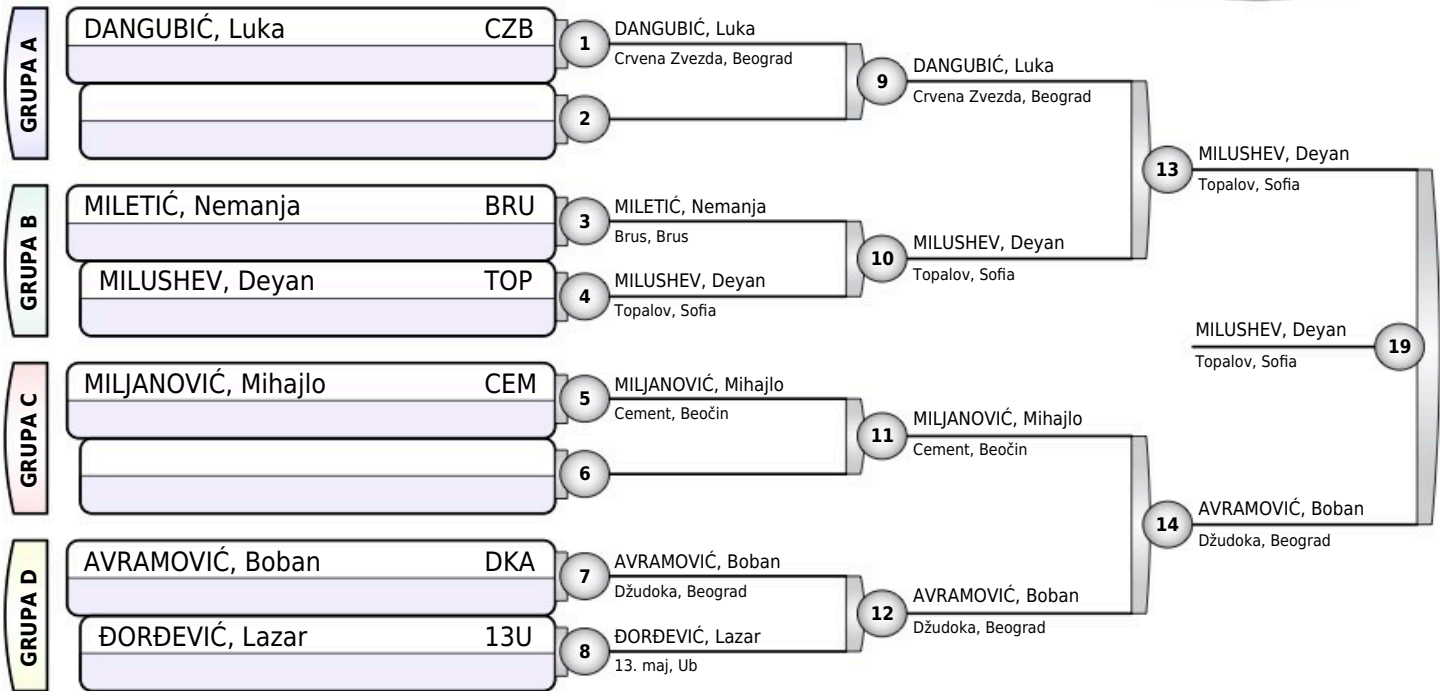 GRUPA A
DANGUBIĆ, Luka CZB
1
DANGUBIĆ, Luka
Crvena Zvezda, Beograd
2
9
DANGUBIĆ, Luka
Crvena Zvezda, Beograd
GRUPA B
MILETIĆ, Nemanja BRU
3
MILETIĆ, Nemanja
Brus, Brus
MILUSHEV, Deyan TOP
4
MILUSHEV, Deyan
Topalov, Sofia
10
MILUSHEV, Deyan
Topalov, Sofia
13
MILUSHEV, Deyan
Topalov, Sofia
MILUSHEV, Deyan
Topalov, Sofia
19
GRUPA C
MILJANOVIĆ, Mihajlo CEM
5
MILJANOVIĆ, Mihajlo
Cement, Beočin
6
11
MILJANOVIĆ, Mihajlo
Cement, Beočin
14
AVRAMOVIĆ, Boban
Džudoka, Beograd
GRUPA D
AVRAMOVIĆ, Boban DKA
7
AVRAMOVIĆ, Boban
Džudoka, Beograd
ĐORĐEVIĆ, Lazar 13U
8
ĐORĐEVIĆ, Lazar
13. maj, Ub
12
AVRAMOVIĆ, Boban
Džudoka, Beograd